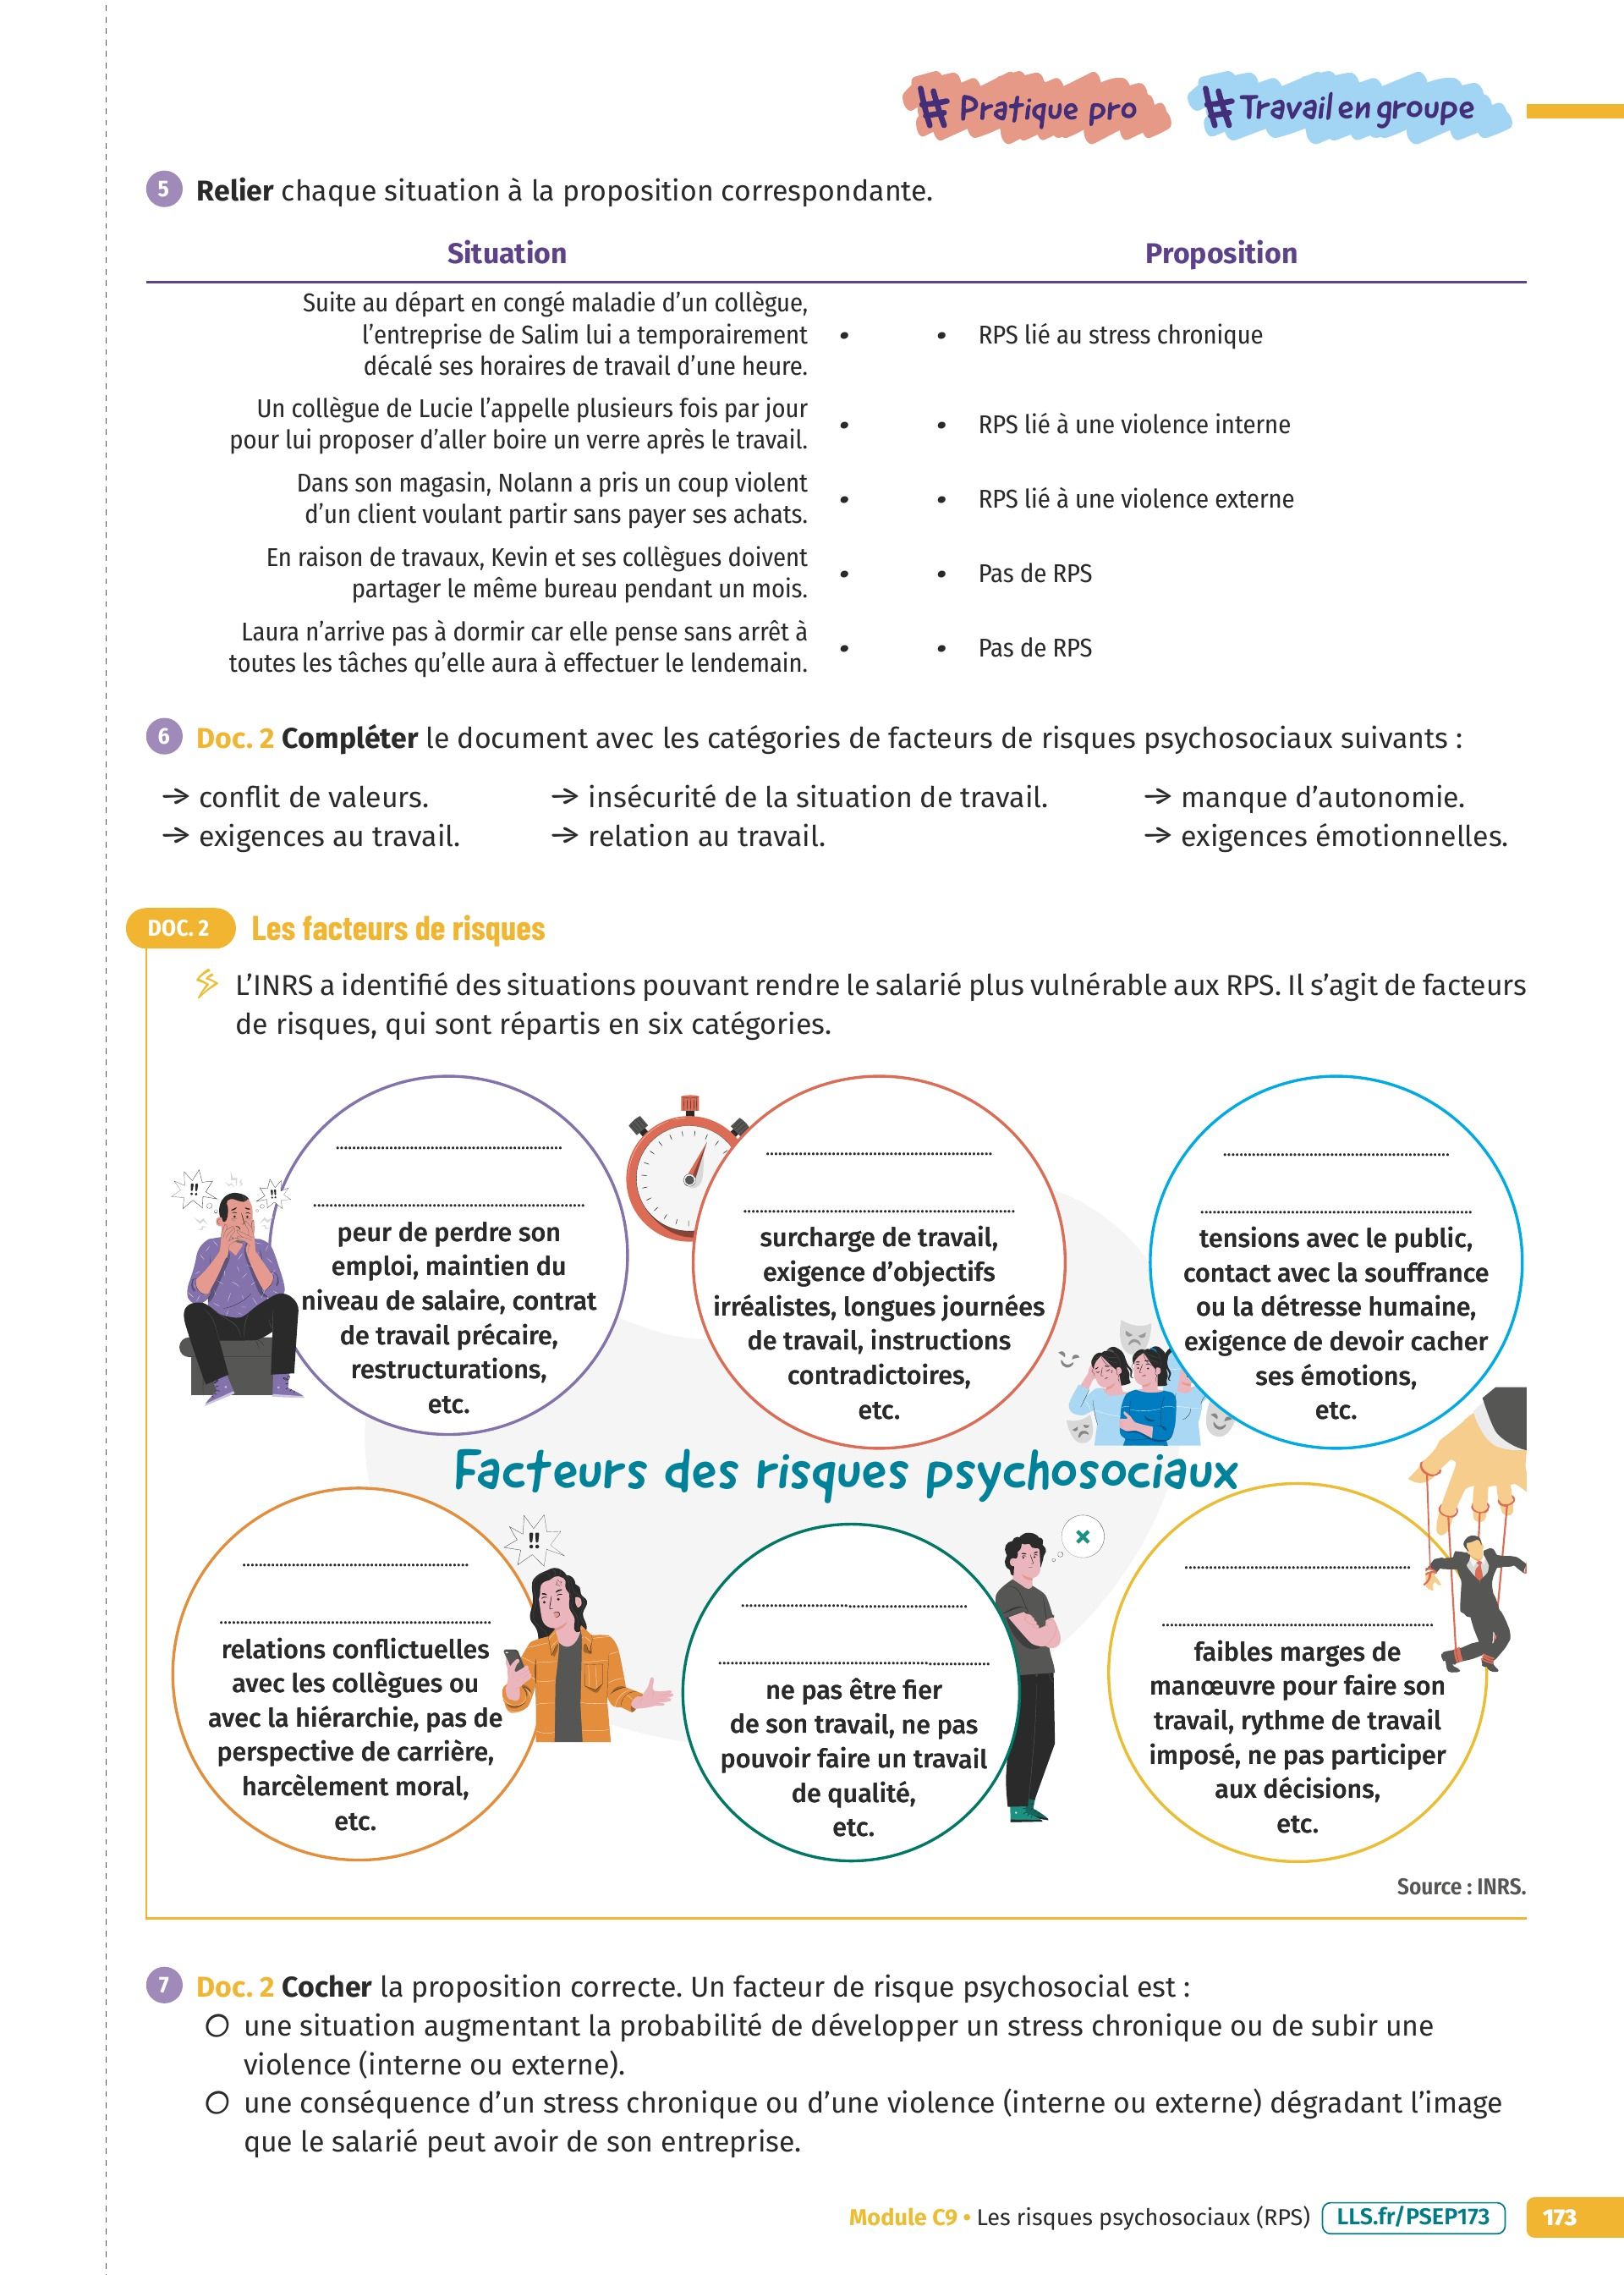 # Pratique pro
# Travail en groupe
5 Relier chaque situation à la proposition correspondante.
Situation
Proposition
Suite au départ en congé maladie d’un collègue,
l’entreprise de Salim lui a temporairement
décalé ses horaires de travail d’une heure.
• • RPS lié au stress chronique
Un collègue de Lucie l’appelle plusieurs fois par jour
pour lui proposer d’aller boire un verre après le travail.
• • RPS lié à une violence interne
Dans son magasin, Nolann a pris un coup violent
d’un client voulant partir sans payer ses achats.
• • RPS lié à une violence externe
En raison de travaux, Kevin et ses collègues doivent
partager le même bureau pendant un mois.
• • Pas de RPS
Laura n’arrive pas à dormir car elle pense sans arrêt à
toutes les tâches qu’elle aura à effectuer le lendemain.
• • Pas de RPS
6 Doc. 2 Compléter le document avec les catégories de facteurs de risques psychosociaux suivants :
→ conflit de valeurs.
→ insécurité de la situation de travail.
→ manque d’autonomie.
→ exigences au travail.
→ relation au travail.
→ exigences émotionnelles.
DOC. 2 Les facteurs de risques
L’INRS a identifié des situations pouvant rendre le salarié plus vulnérable aux RPS. Il s’agit de facteurs
de risques, qui sont répartis en six catégories.
!!
!!
peur de perdre son
emploi, maintien du
niveau de salaire, contrat
de travail précaire,
restructurations,
etc.
surcharge de travail,
exigence d’objectifs
irréalistes, longues journées
de travail, instructions
contradictoires,
etc.
tensions avec le public,
contact avec la souffrance
ou la détresse humaine,
exigence de devoir cacher
ses émotions,
etc.
Facteurs des risques psychosociaux
!!
relations conflictuelles
avec les collègues ou
avec la hiérarchie, pas de
perspective de carrière,
harcèlement moral,
etc.
ne pas être fier
de son travail, ne pas
pouvoir faire un travail
de qualité,
etc.
faibles marges de
manœuvre pour faire son
travail, rythme de travail
imposé, ne pas participer
aux décisions,
etc.
Source : INRS.
7 Doc. 2 Cocher la proposition correcte. Un facteur de risque psychosocial est :
une situation augmentant la probabilité de développer un stress chronique ou de subir une
violence (interne ou externe).
une conséquence d’un stress chronique ou d’une violence (interne ou externe) dégradant l’image
que le salarié peut avoir de son entreprise.
Module C9 • Les risques psychosociaux (RPS) LLS.fr/PSEP173 173